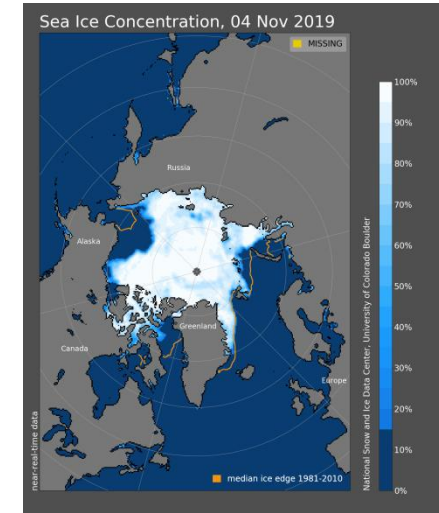 Sea Ice Concentration, 04 Nov 2019
MISSING
Russia
Alaska
Greenland
Canada
Europe
near-real-time data
median ice edge 1981-2010
100%
90%
80%
70%
60%
50%
40%
30%
20%
10%
0%
National Snow and Ice Data Center, University of Colorado Boulder